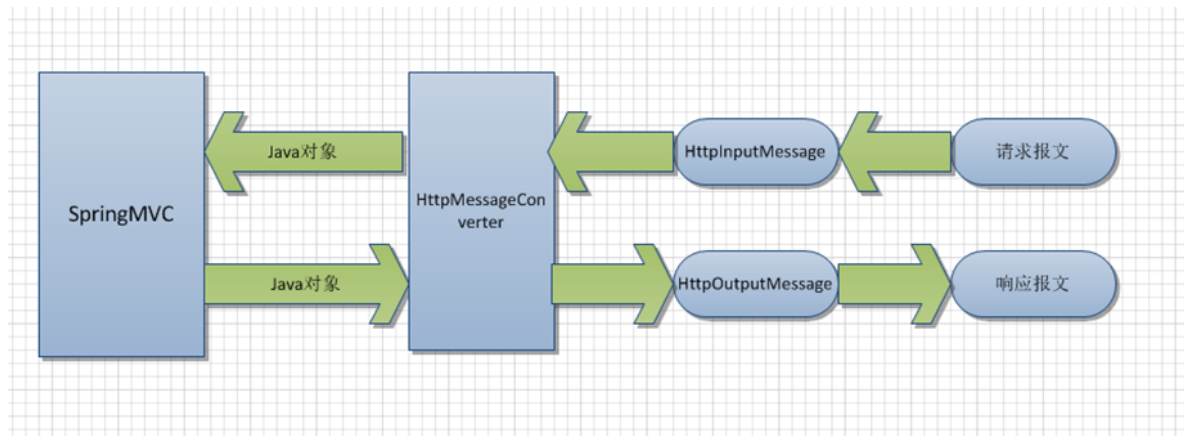 Java对象
HttpInputMessage
请求报文
SpringMVC
HttpMessageCon
verter
Java对象
HttpOutputMessage
响应报文